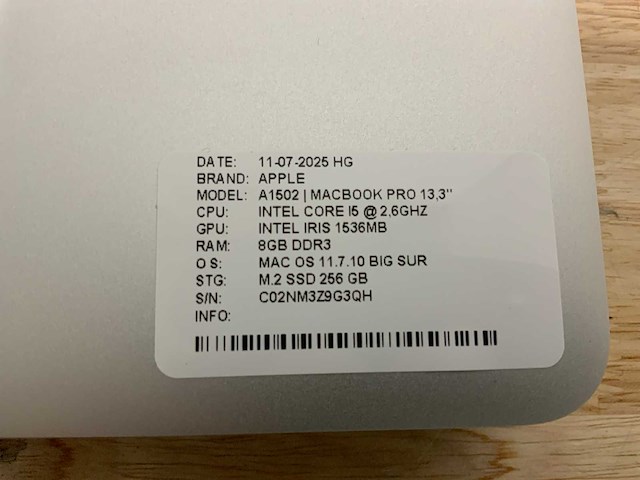 DATE: 11-07-2025 HG
BRAND: APPLE
MODEL: A1502 | MACBOOK PRO 13,3"
CPU: INTEL CORE I5 @ 2,6GHZ
GPU: INTEL IRIS 1536MB
RAM: 8GB DDR3
OS: MAC OS 11.7.10 BIG SUR
STG: M.2 SSD 256 GB
S/N: C02NM3Z9G3QH
INFO: